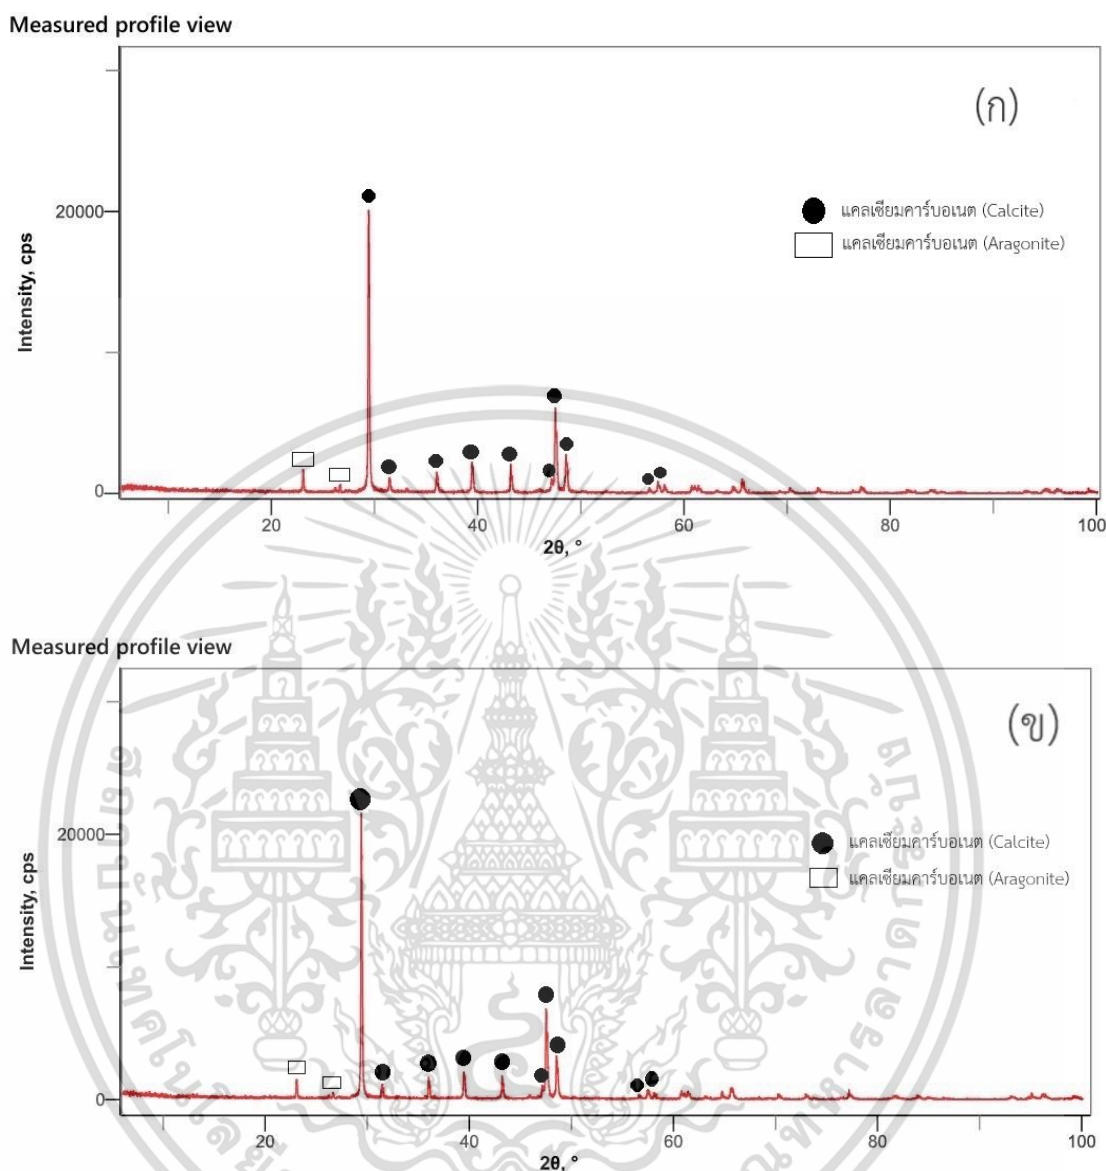 Measured profile view
(ก)
20000
0
Intensity, cps
แคลเซียมคาร์บอเนต (Calcite)
แคลเซียมคาร์บอเนต (Aragonite)
20 40 60 80 100
2θ, °
Measured profile view
(ข)
20000
0
Intensity, cps
แคลเซียมคาร์บอเนต (Calcite)
แคลเซียมคาร์บอเนต (Aragonite)
20 40 60 80 100
2θ, °